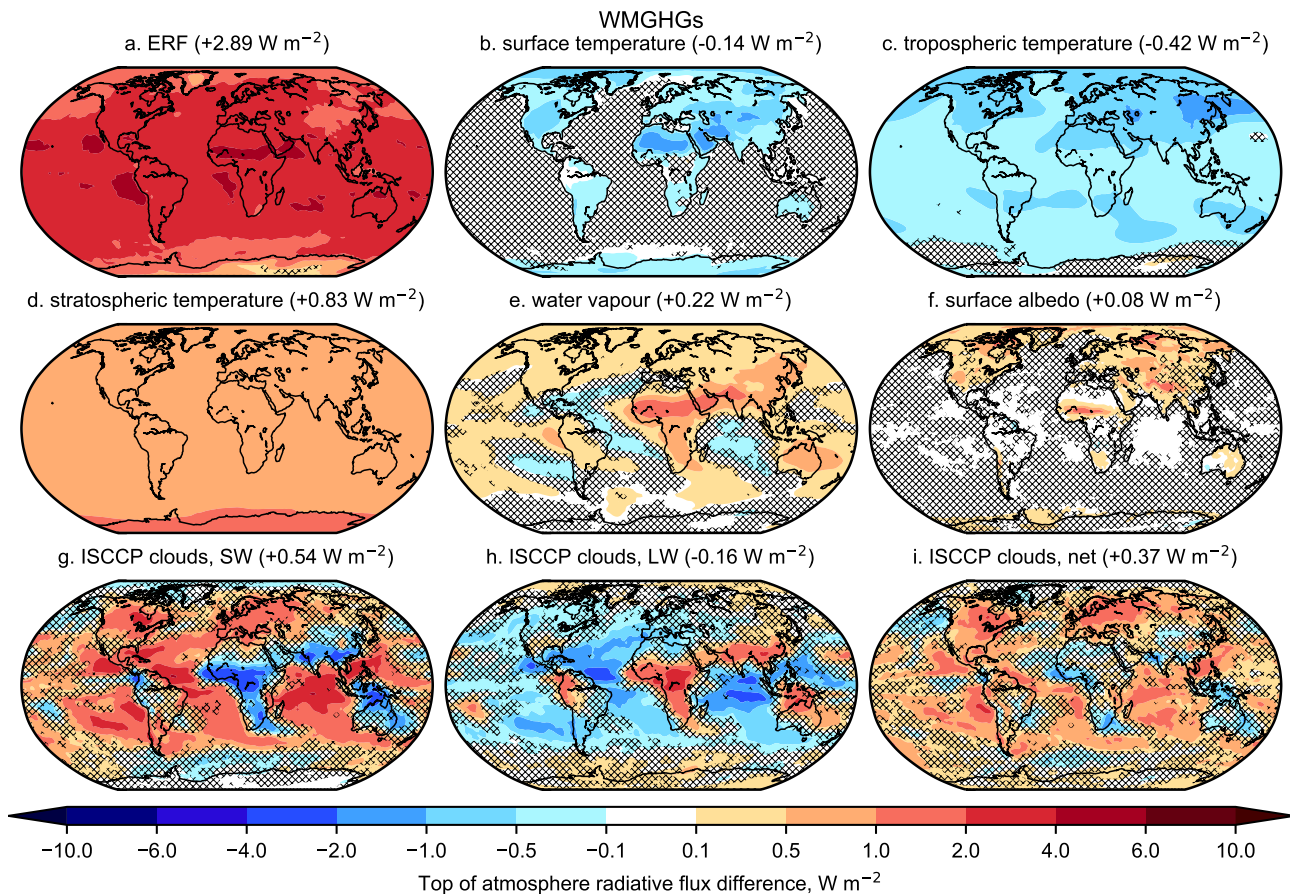 WMGHGs
a. ERF (+2.89 W m⁻²)
b. surface temperature (-0.14 W m⁻²)
c. tropospheric temperature (-0.42 W m⁻²)
d. stratospheric temperature (+0.83 W m⁻²)
e. water vapour (+0.22 W m⁻²)
f. surface albedo (+0.08 W m⁻²)
g. ISCCP clouds, SW (+0.54 W m⁻²)
h. ISCCP clouds, LW (-0.16 W m⁻²)
i. ISCCP clouds, net (+0.37 W m⁻²)
−10.0 −6.0 −4.0 −2.0 −1.0 −0.5 −0.1 0.1 0.5 1.0 2.0 4.0 6.0 10.0
Top of atmosphere radiative flux difference, W m⁻²